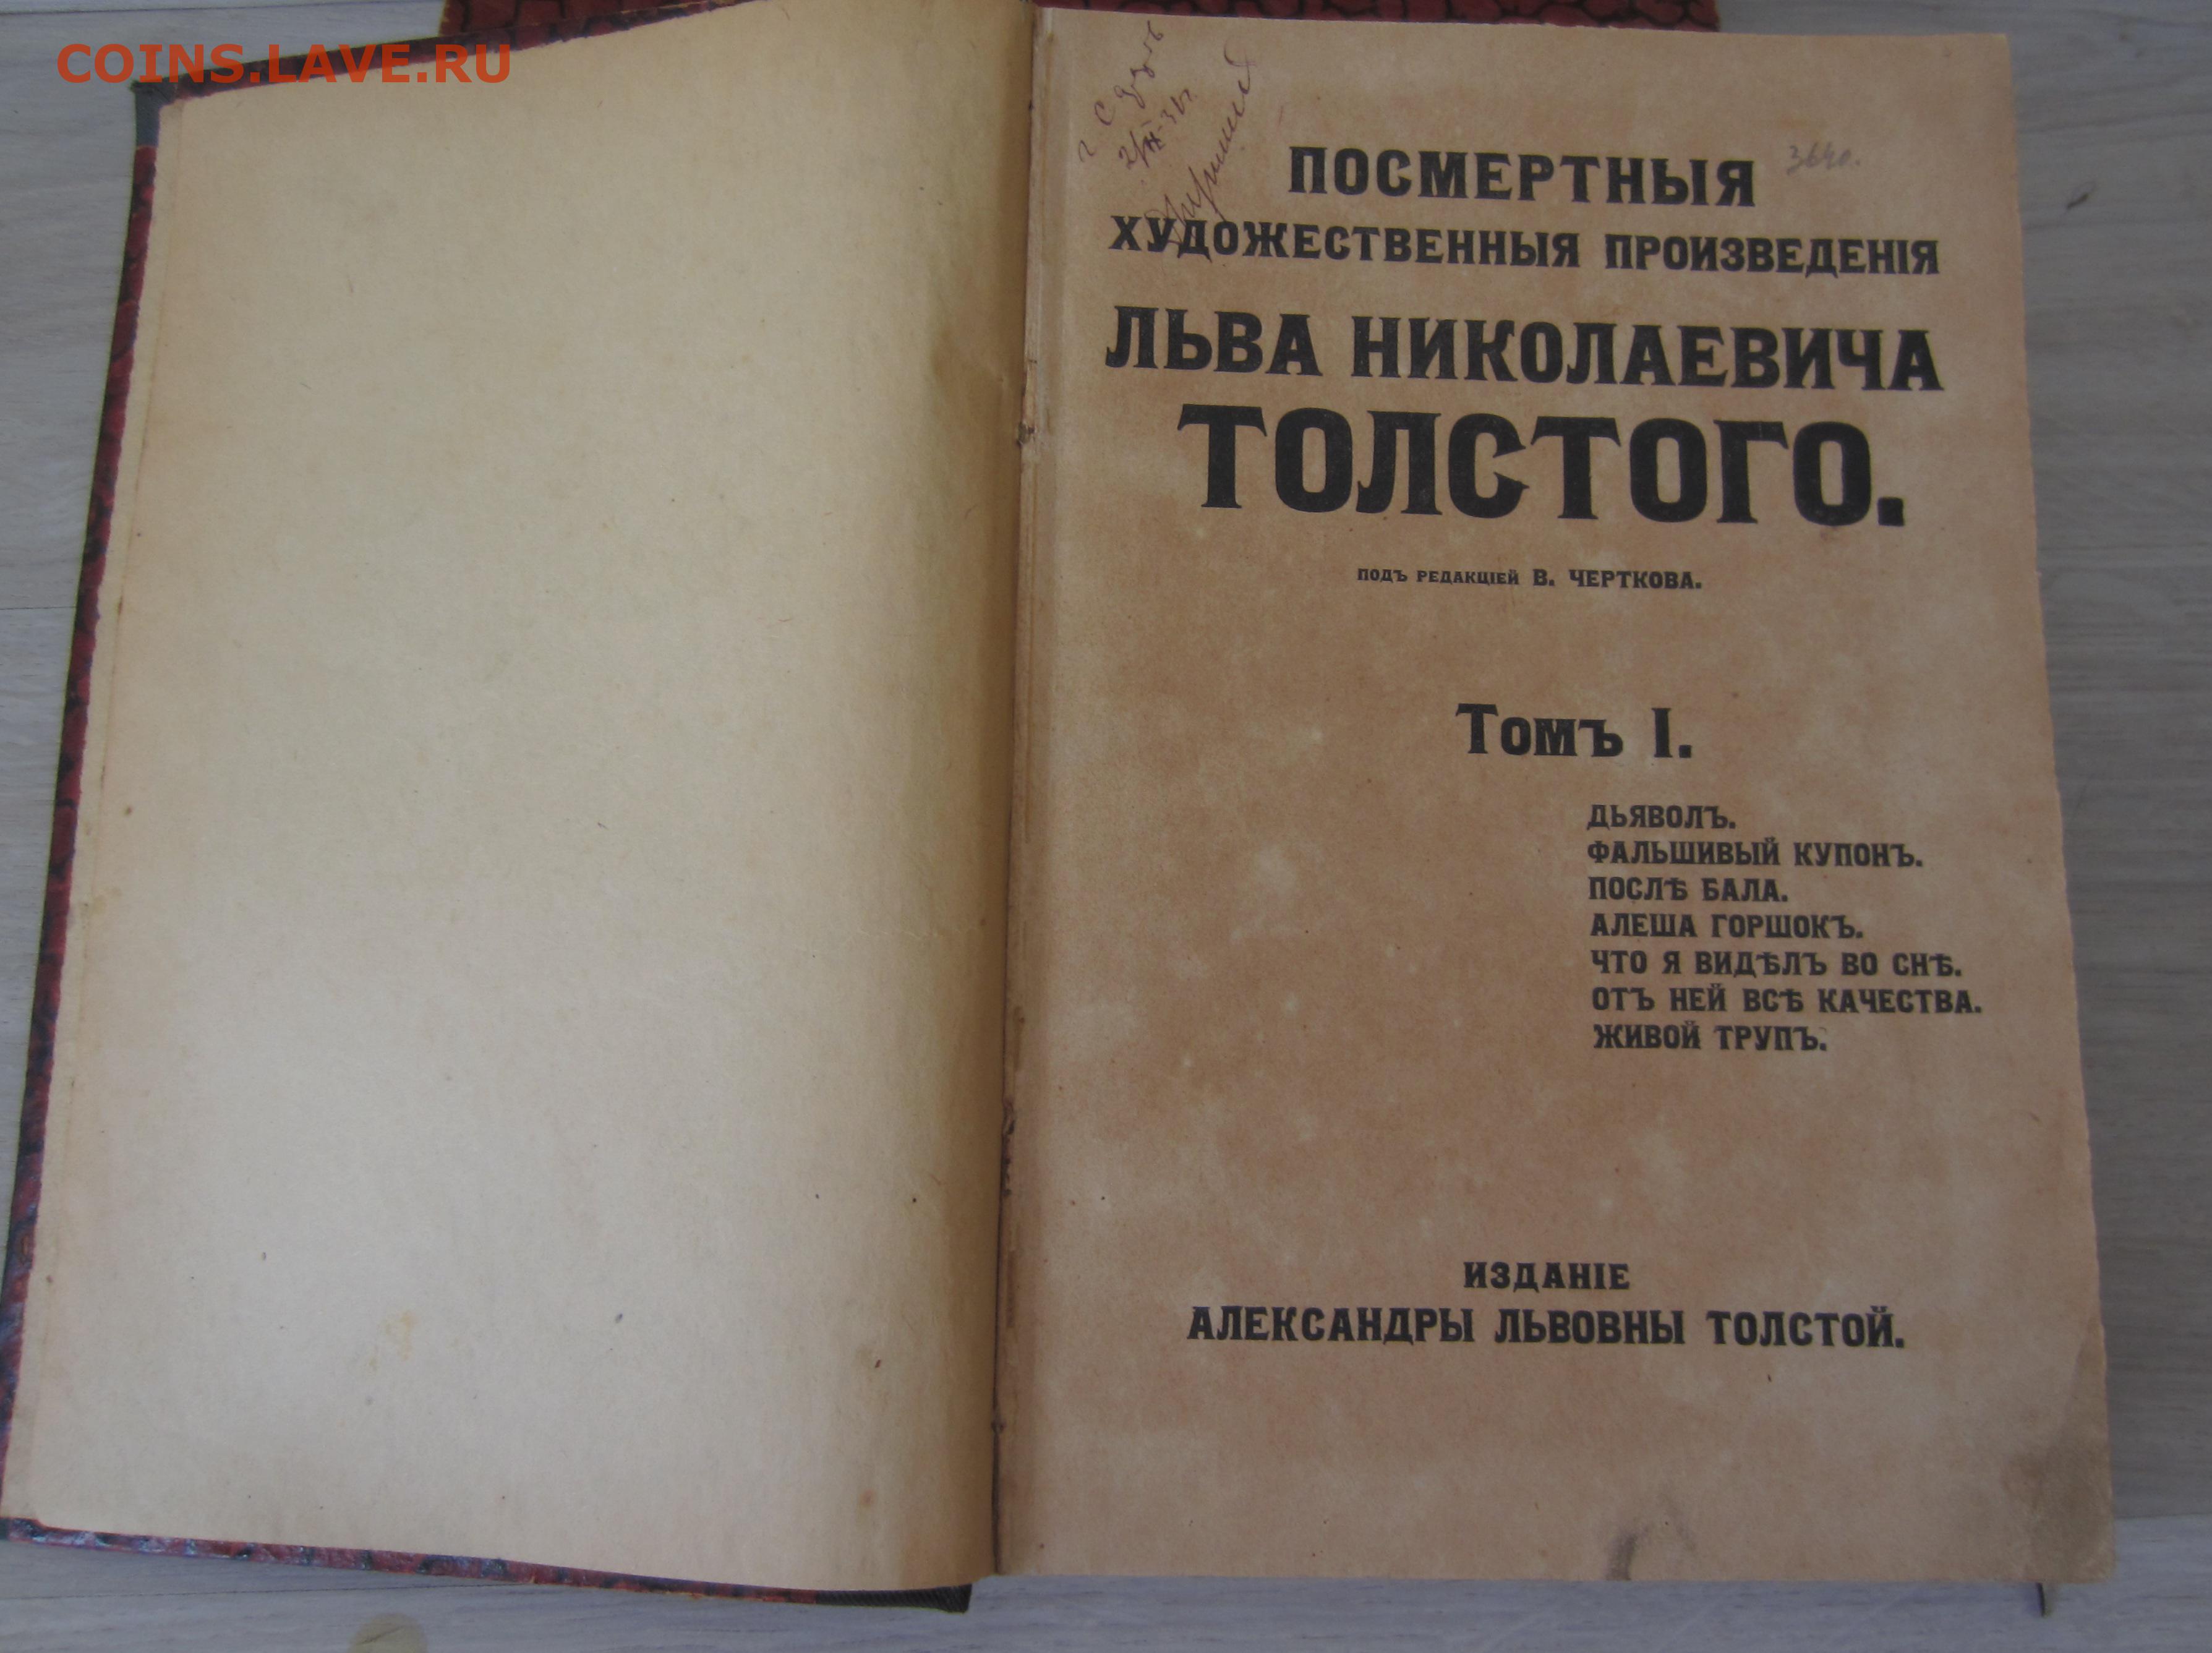 COINS.LAVE.RU
3640.
ПОСМЕРТНЫЯ
ХУДОЖЕСТВЕННЫЯ ПРОИЗВЕДЕНІЯ
ЛЬВА НИКОЛАЕВИЧА
ТОЛСТОГО.
ПОДЪ РЕДАКЦІЕЙ В. ЧЕРТКОВА.
Томъ I.
ДЬЯВОЛЪ.
ФАЛЬШИВЫЙ КУПОНЪ.
ПОСЛѢ БАЛА.
АЛЕША ГОРШОКЪ.
ЧТО Я ВИДѢЛЪ ВО СНѢ.
ОТЪ НЕЙ ВСѢ КАЧЕСТВА.
ЖИВОЙ ТРУПЪ.
ИЗДАНІЕ
АЛЕКСАНДРЫ ЛЬВОВНЫ ТОЛСТОЙ.